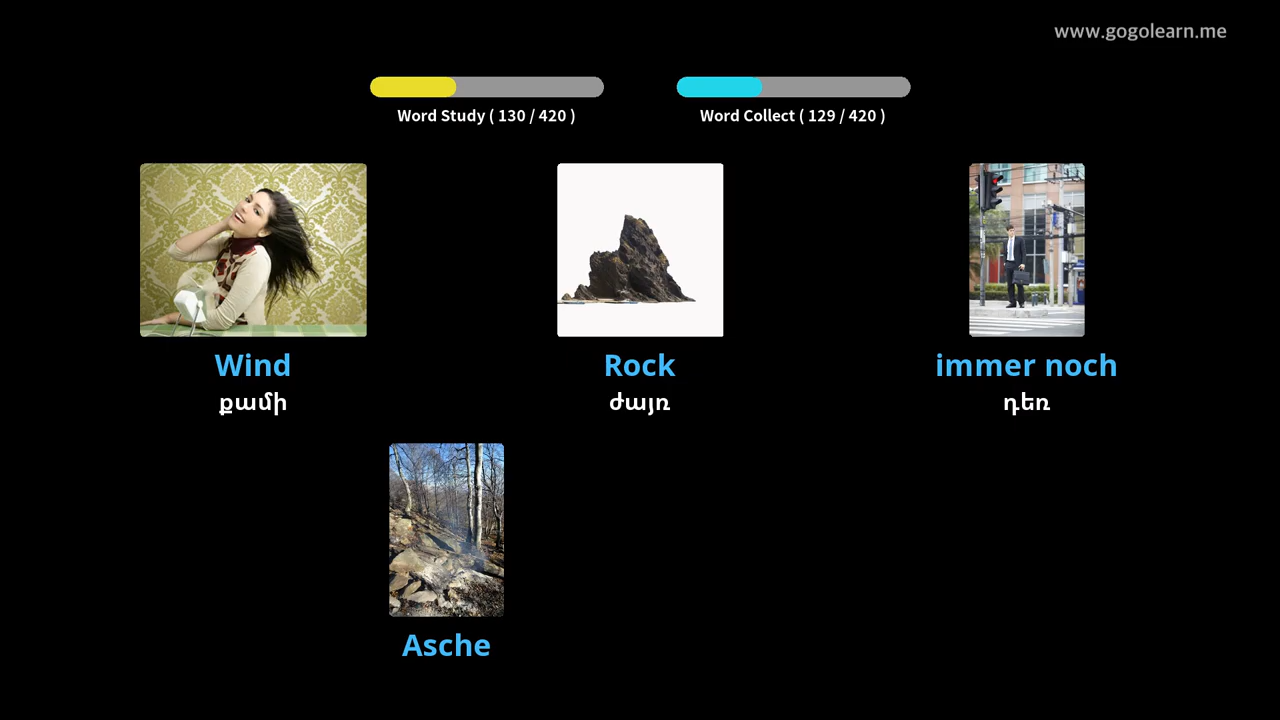 www.gogolearn.me
Word Study ( 130 / 420 )
Word Collect ( 129 / 420 )
Wind
քամի
Rock
ժայռ
immer noch
դեռ
Asche